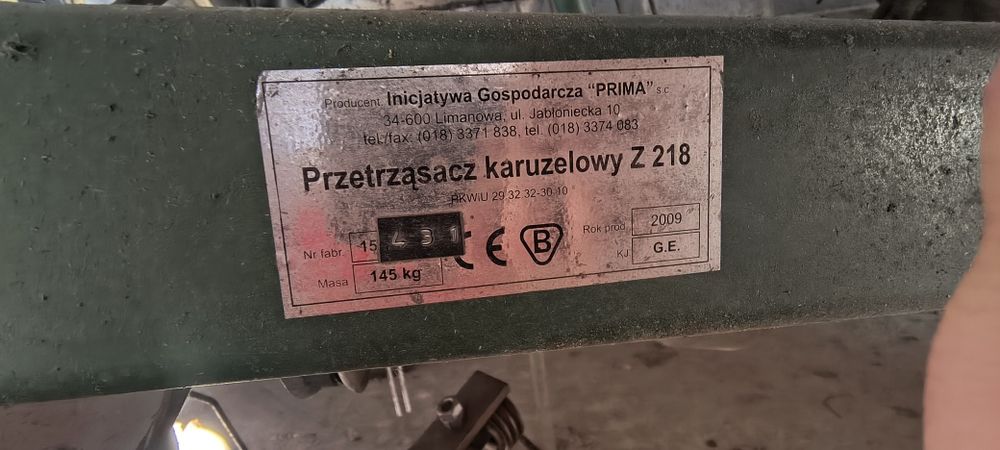 Producent. Inicjatywa Gospodarcza “PRIMA” s.c
34-600 Limanowa, ul. Jabłoniecka 10
tel./fax. (018) 3371 838, tel. (018) 3374 083
Przetrząsacz karuzelowy Z 218
PKWiU 29.32.32-30.10
Nr fabr. 15 431 CE B Rok prod. 2009
Masa 145 kg KJ G.E.